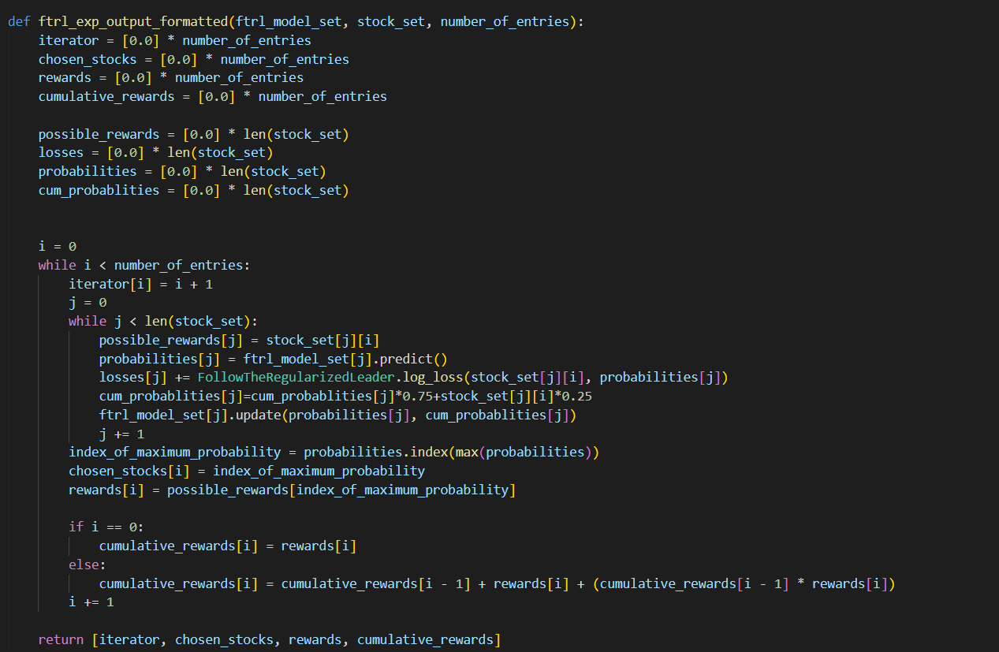 def ftrl_exp_output_formatted(ftrl_model_set, stock_set, number_of_entries):
    iterator = [0.0] * number_of_entries
    chosen_stocks = [0.0] * number_of_entries
    rewards = [0.0] * number_of_entries
    cumulative_rewards = [0.0] * number_of_entries

    possible_rewards = [0.0] * len(stock_set)
    losses = [0.0] * len(stock_set)
    probabilities = [0.0] * len(stock_set)
    cum_probablities = [0.0] * len(stock_set)


    i = 0
    while i < number_of_entries:
        iterator[i] = i + 1
        j = 0
        while j < len(stock_set):
            possible_rewards[j] = stock_set[j][i]
            probabilities[j] = ftrl_model_set[j].predict()
            losses[j] += FollowTheRegularizedLeader.log_loss(stock_set[j][i], probabilities[j])
            cum_probablities[j]=cum_probablities[j]*0.75+stock_set[j][i]*0.25
            ftrl_model_set[j].update(probabilities[j], cum_probablities[j])
            j += 1
        index_of_maximum_probability = probabilities.index(max(probabilities))
        chosen_stocks[i] = index_of_maximum_probability
        rewards[i] = possible_rewards[index_of_maximum_probability]

        if i == 0:
            cumulative_rewards[i] = rewards[i]
        else:
            cumulative_rewards[i] = cumulative_rewards[i - 1] + rewards[i] + (cumulative_rewards[i - 1] * rewards[i])
        i += 1

    return [iterator, chosen_stocks, rewards, cumulative_rewards]